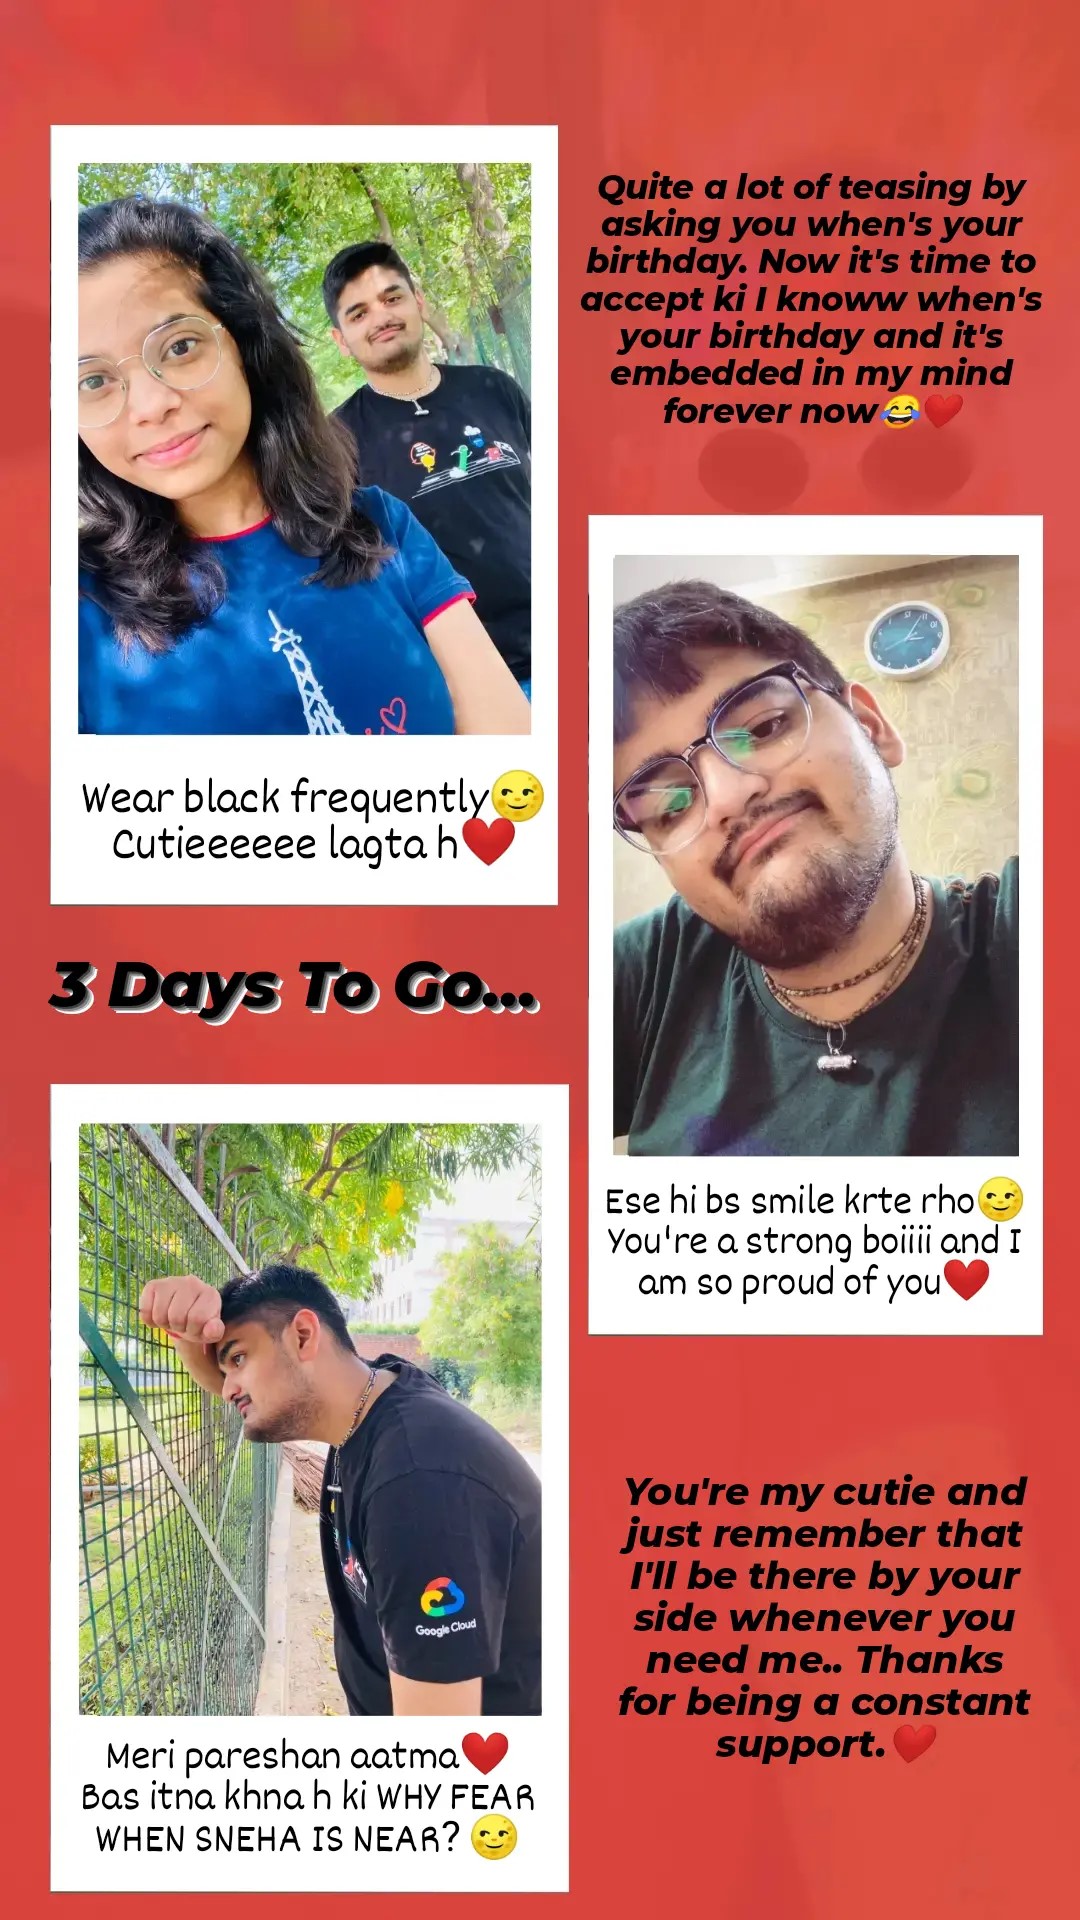 Quite a lot of teasing by
asking you when's your
birthday. Now it's time to
accept ki I knoww when's
your birthday and it's
embedded in my mind
forever now😂❤️
Wear black frequently🌝
Cutieeeeeee lagta h❤️
3 Days To Go...
Ese hi bs smile krte rho🌝
You're a strong boiiii and I
am so proud of you❤️
Google Cloud
Meri pareshan aatma❤️
Bas itna khna h ki WHY FEAR
WHEN SNEHA IS NEAR? 🌝
You're my cutie and
just remember that
I'll be there by your
side whenever you
need me.. Thanks
for being a constant
support.❤️